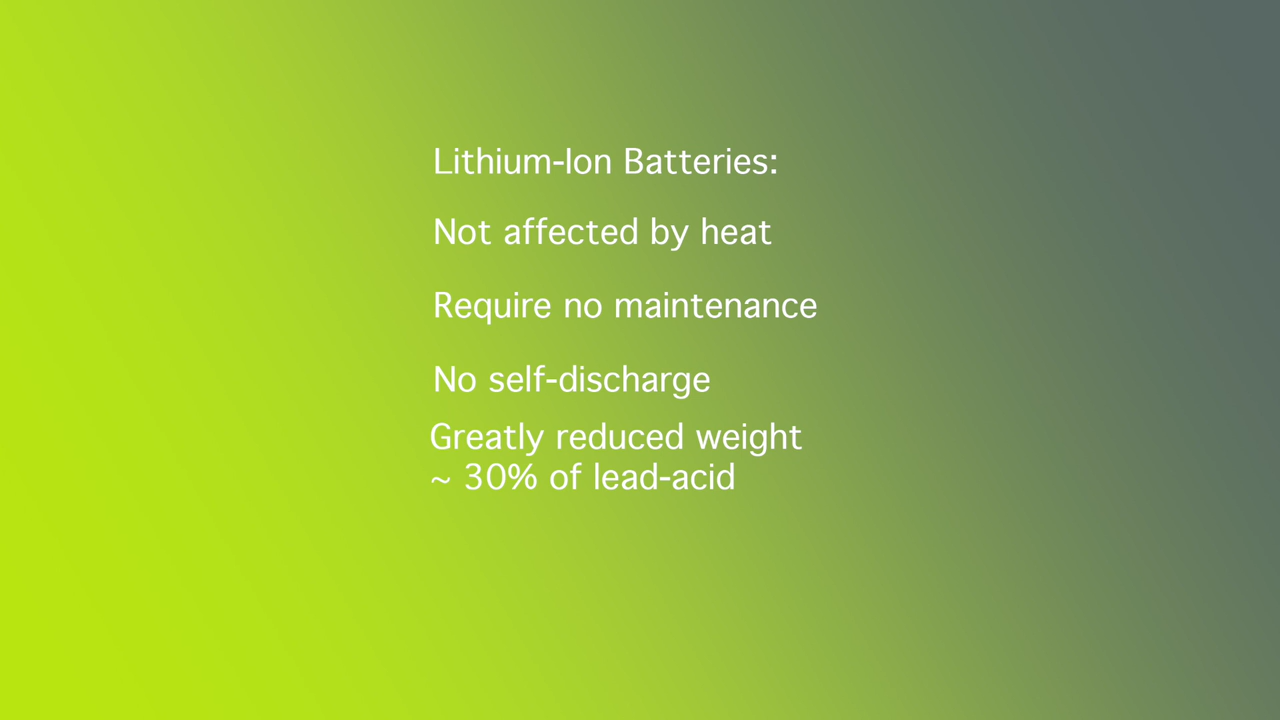 Lithium-Ion Batteries:
Not affected by heat
Require no maintenance
No self-discharge
Greatly reduced weight
~ 30% of lead-acid